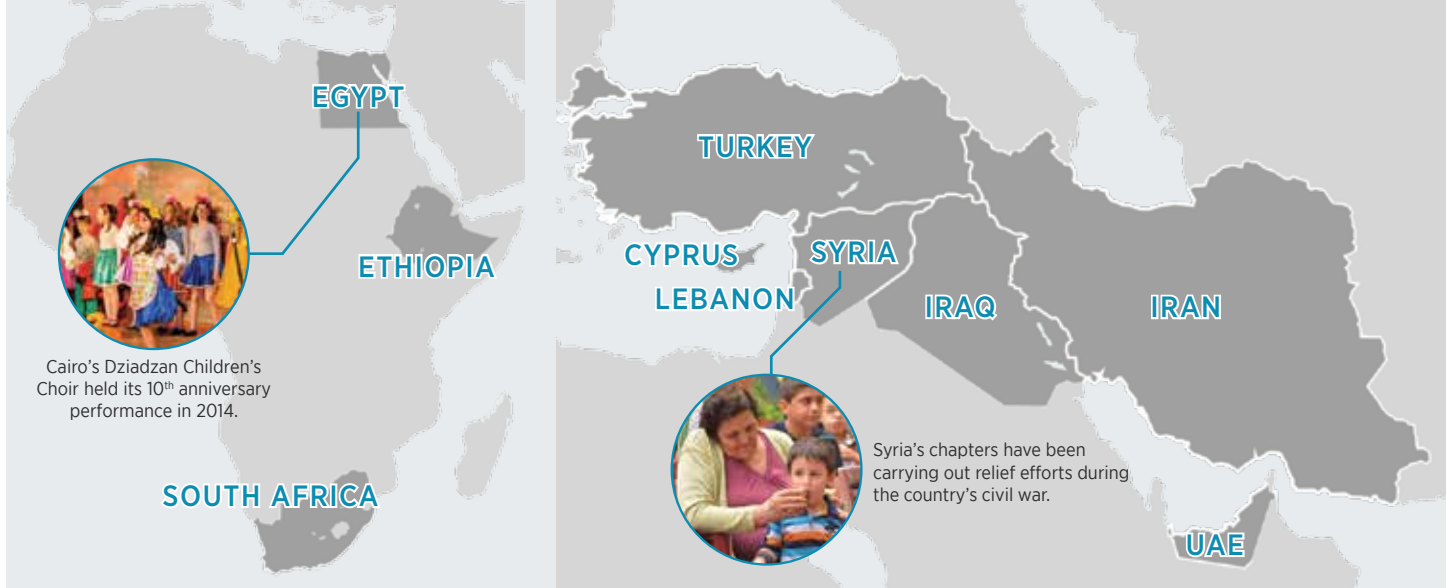 EGYPT
ETHIOPIA
Cairo’s Dziadzan Children’s
Choir held its 10th anniversary
performance in 2014.
SOUTH AFRICA
TURKEY
CYPRUS
SYRIA
LEBANON
IRAQ
IRAN
Syria’s chapters have been
carrying out relief efforts during
the country’s civil war.
UAE